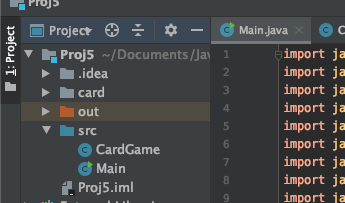 Proj5
Project
Main.java
C
1: Project
Proj5 ~/Documents/Ja
.idea
card
out
src
C CardGame
C Main
Proj5.iml
1 import ja
2 import ja
3 import ja
4 import ja
5 import ja
6 import ja
7 import ja
8 import ja
9 import ja